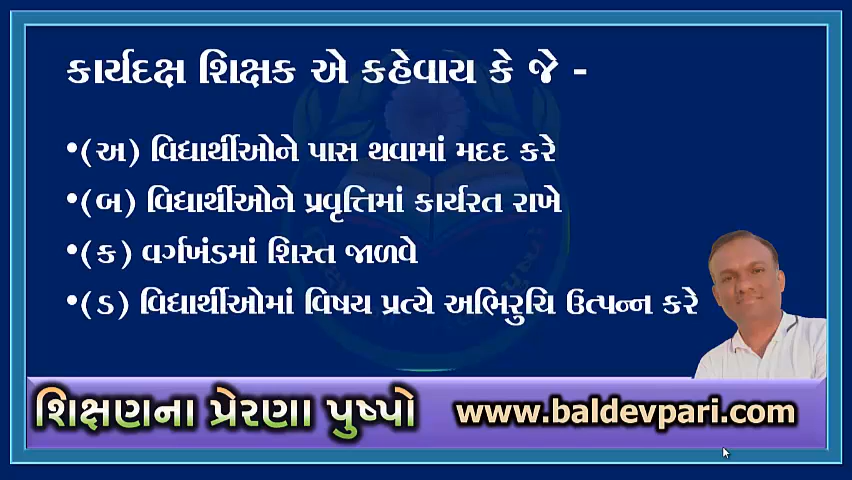 કાર્યદક્ષ શિક્ષક એ કહેવાય કે જે -
•(અ) વિદ્યાર્થીઓને પાસ થવામાં મદદ કરે
•(બ) વિદ્યાર્થીઓને પ્રવૃત્તિમાં કાર્યરત રાખે
•(ક) વર્ગખંડમાં શિસ્ત જાળવે
•(ડ) વિદ્યાર્થીઓમાં વિષય પ્રત્યે અભિરુચિ ઉત્પન્ન કરે
શિક્ષણના પ્રેરણા પુષ્પો www.baldevpari.com